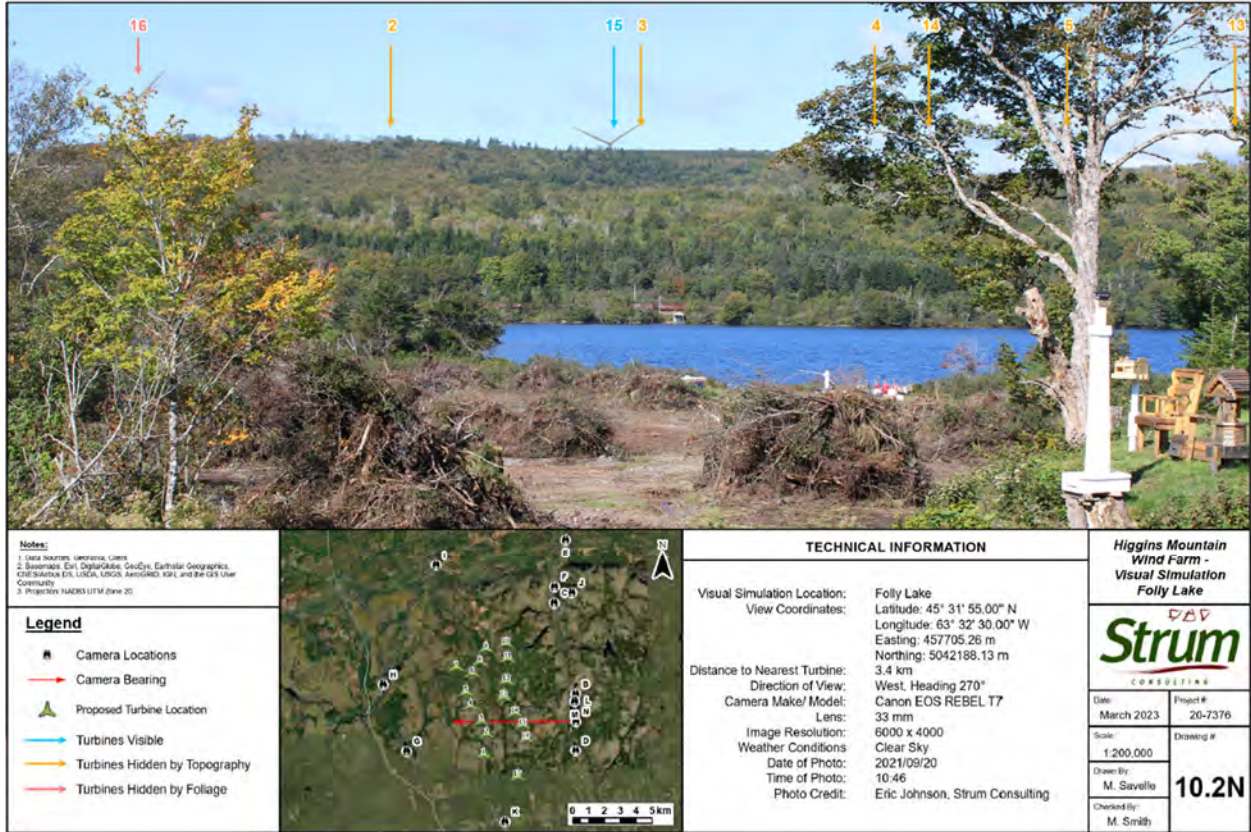 16
2
15
3
4
14
5
13
Notes:
1. Data Sources: GeoNova, Client
2. Basemaps: Esri, DigitalGlobe, GeoEye, Earthstar Geographics,
CNES/Airbus DS, USDA, USGS, AeroGRID, IGN, and the GIS User
Community
3. Projection: NAD83 UTM Zone 20
Legend
Camera Locations
Camera Bearing
Proposed Turbine Location
Turbines Visible
Turbines Hidden by Topography
Turbines Hidden by Foliage
N
I
E
F
C
J
H
D
L
G
D
K
0 1 2 3 4 5km
TECHNICAL INFORMATION
Visual Simulation Location: Folly Lake
View Coordinates: Latitude: 45° 31' 55.00" N
Longitude: 63° 32' 30.00" W
Easting: 457705.26 m
Northing: 5042188.13 m
Distance to Nearest Turbine: 3.4 km
Direction of View: West, Heading 270°
Camera Make/ Model: Canon EOS REBEL T7
Lens: 33 mm
Image Resolution: 6000 x 4000
Weather Conditions Clear Sky
Date of Photo: 2021/09/20
Time of Photo: 10:46
Photo Credit: Eric Johnson, Strum Consulting
Higgins Mountain
Wind Farm -
Visual Simulation
Folly Lake
Strum
CONSULTING
Date: March 2023
Project #: 20-7376
Scale: 1:200,000
Drawing #
10.2N
Drawn By: M. Savelle
Checked By: M. Smith